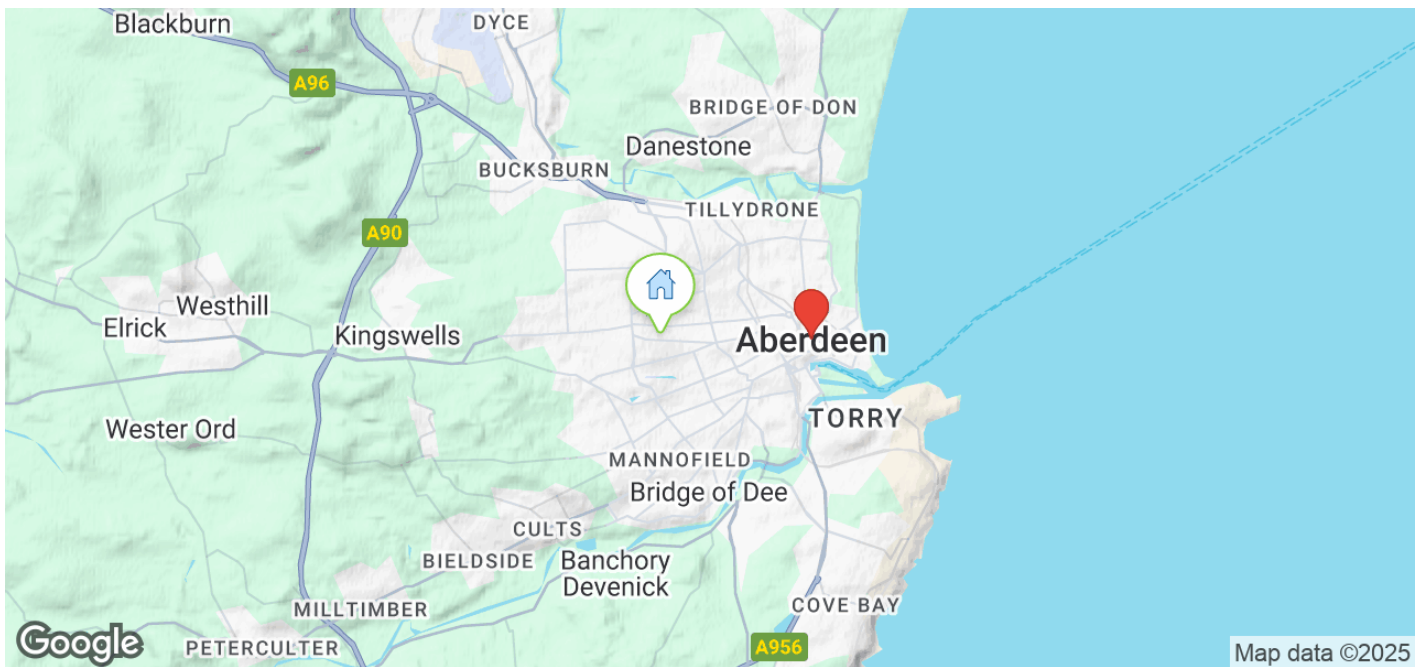 Blackburn
DYCE
A96
BRIDGE OF DON
Danestone
BUCKSBURN
TILLYDRONE
A90
Westhill
Elrick
Kingswells
Aberdeen
TORRY
Wester Ord
MANNOFIELD
Bridge of Dee
CULTS
BIELDSIDE
Banchory
Devenick
MILLTIMBER
COVE BAY
PETERCULTER
A956
Google
Map data ©2025